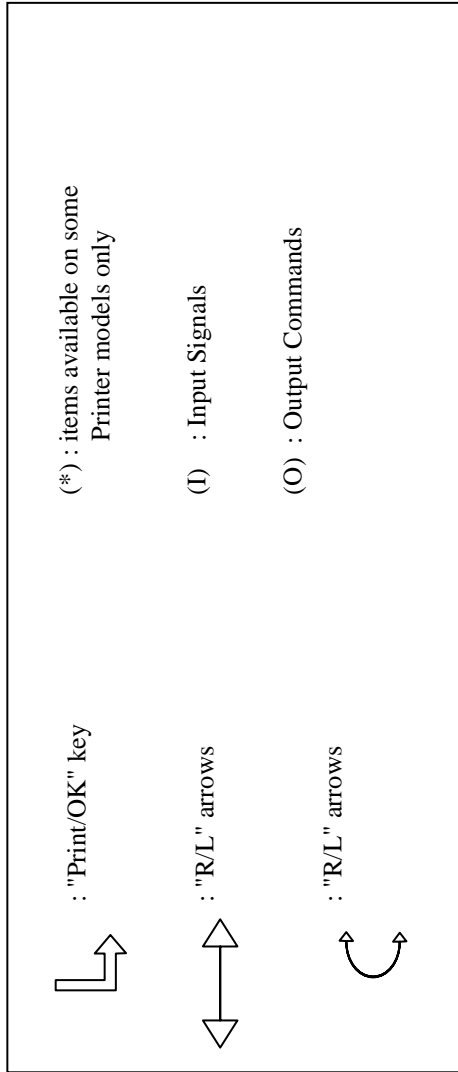 : "Print/OK" key
: "R/L" arrows
: "R/L" arrows
(*) : items available on some
Printer models only
(I) : Input Signals
(O) : Output Commands